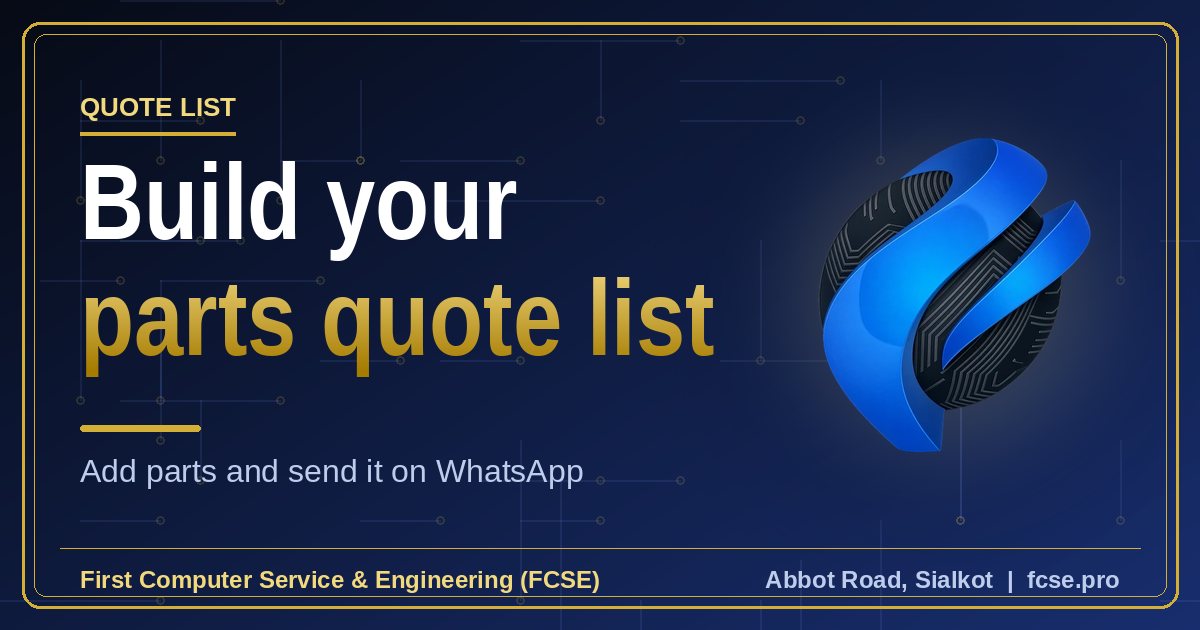 QUOTE LIST
Build your
parts quote list
Add parts and send it on WhatsApp
First Computer Service & Engineering (FCSE)
Abbot Road, Sialkot | fcse.pro